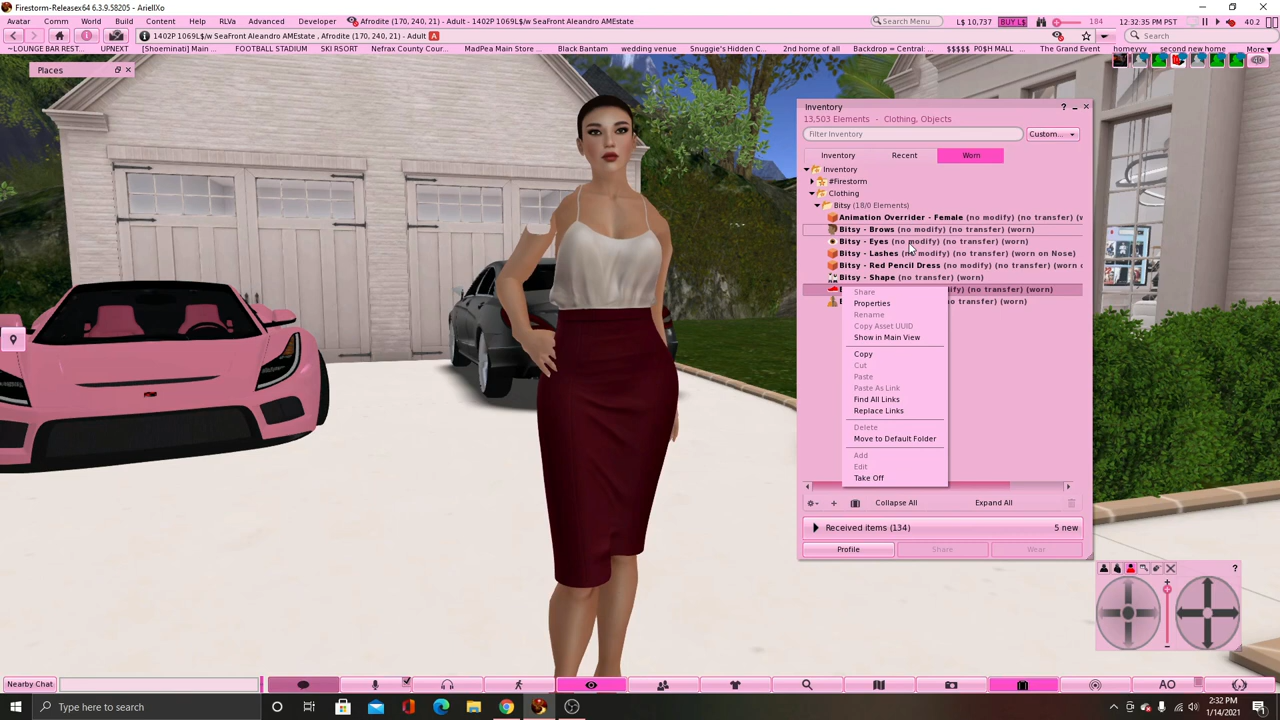 Firestorm-Releasex64 6.3.9.58205 - ArielIXo
Avatar Comm World Build Content Help RLVa Advanced Developer Afrodite (170, 240, 21) - Adult - 1402P 1069L$/w SeaFront Aleandro AMEstate Search Menu L$ 10,737 BUY L$ 184 12:32:35 PM PST 40.2
1402P 1069L$/w SeaFront Aleandro AMEstate , Afrodite (170, 240, 21) - Adult A Search
~LOUNGE BAR REST... UPNEXT [Shoeminati] Main ... FOOTBALL STADIUM SKI RSORT Nefrax County Cour... MadPea Main Store ... Black Bantam wedding venue Snuggie's Hidden C... 2nd home of all Backdrop = Central: ... $$$$$ P0$H MALL ... The Grand Event homeyyy second new home More ▼
Places
Inventory ?
13,503 Elements - Clothing, Objects
Filter Inventory Custom...
Inventory Recent Worn
Inventory
#Firestorm
Clothing
Bitsy (18/0 Elements)
Animation Overrider - Female (no modify) (no transfer) (w
Bitsy - Brows (no modify) (no transfer) (worn)
Bitsy - Eyes (no modify) (no transfer) (worn)
Bitsy - Lashes (no modify) (no transfer) (worn on Nose)
Bitsy - Red Pencil Dress (no modify) (no transfer) (worn
Bitsy - Shape (no transfer) (worn)
ify) (no transfer) (worn)
no transfer) (worn)
Share
Properties
Rename
Copy Asset UUID
Show in Main View
Copy
Cut
Paste
Paste As Link
Find All Links
Replace Links
Delete
Move to Default Folder
Add
Edit
Take Off
Collapse All Expand All
Received items (134) 5 new
Profile Share Wear
?
Nearby Chat AO
Type here to search 2:32 PM
1/14/2021